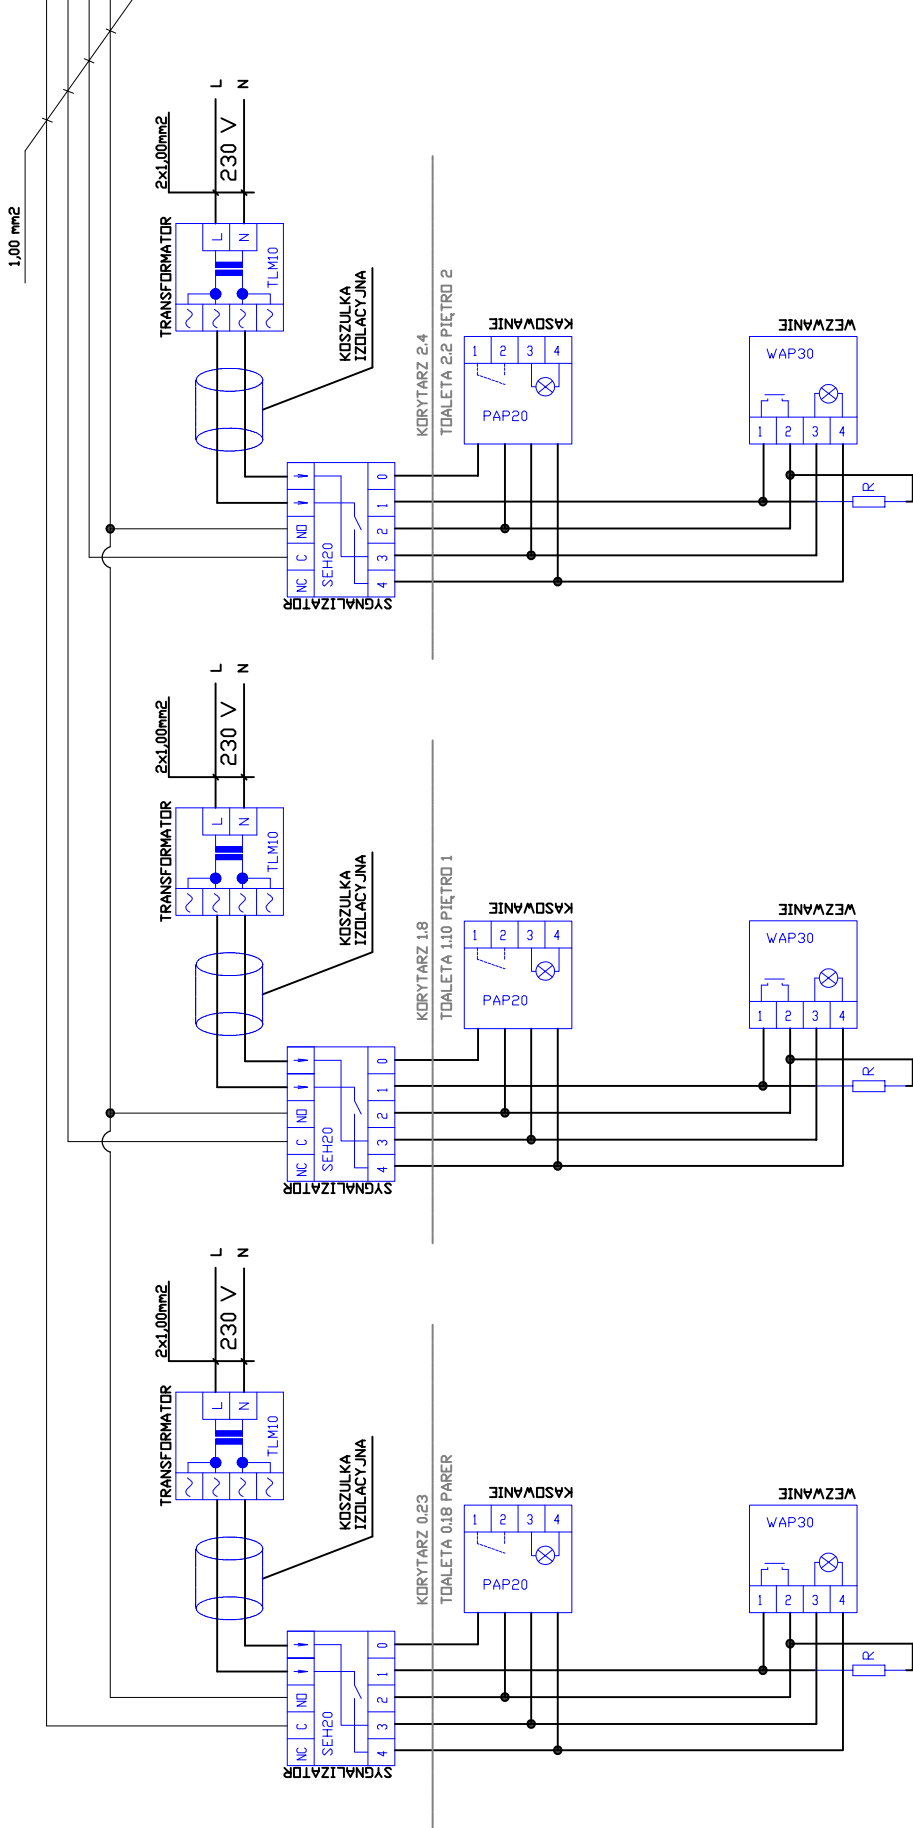 1,00 mm2
L
N
230 V
2x1,00mm2
TRANSFORMATOR
L
N
TLM10
KOSZULKA
IZOLACYJNA
KORYTARZ 2.4
TOALETA 2.2 PIĘTRO 2
KASOWANIE
1 2 3 4
PAP20
WEZWANIE
WAP30
1 2 3 4
R
NO
C
NC
SEH20
0
1
2
3
4
SYGNALIZATOR
L
N
230 V
2x1,00mm2
TRANSFORMATOR
L
N
TLM10
KOSZULKA
IZOLACYJNA
KORYTARZ 1.8
TOALETA 1.10 PIĘTRO 1
KASOWANIE
1 2 3 4
PAP20
WEZWANIE
WAP30
1 2 3 4
R
NO
C
NC
SEH20
0
1
2
3
4
SYGNALIZATOR
L
N
230 V
2x1,00mm2
TRANSFORMATOR
L
N
TLM10
KOSZULKA
IZOLACYJNA
KORYTARZ 0.23
TOALETA 0.18 PARER
KASOWANIE
1 2 3 4
PAP20
WEZWANIE
WAP30
1 2 3 4
R
NO
C
NC
SEH20
0
1
2
3
4
SYGNALIZATOR